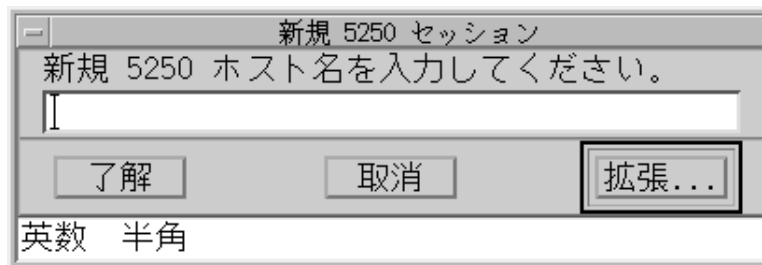 新規 5250 セッション
新規 5250 ホスト名を入力してください。
了解 取消 拡張...
英数 半角